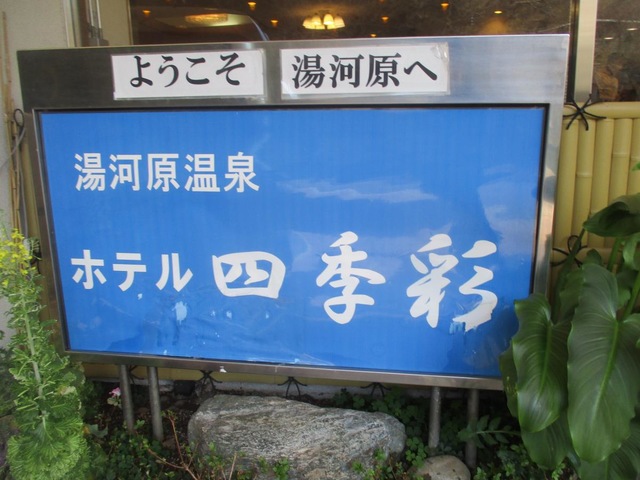 ようこそ 湯河原へ
湯河原温泉
ホテル 四季彩